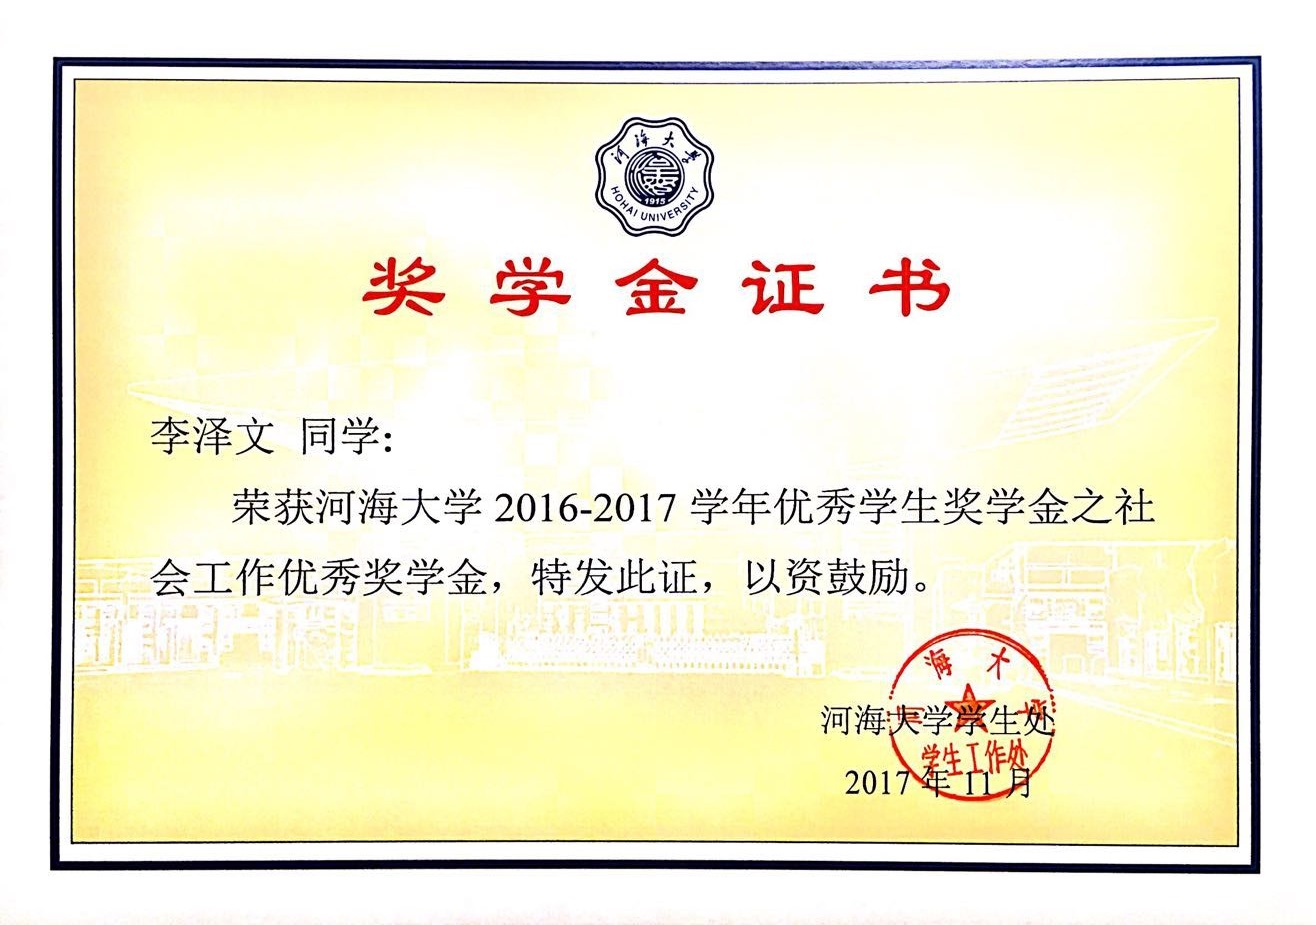 河海大学
1915
HOHAI UNIVERSITY
奖学金证书
李泽文 同学:
荣获河海大学 2016-2017 学年优秀学生奖学金之社
会工作优秀奖学金，特发此证，以资鼓励。
河海大学学生处
2017 年 11 月
河海大学
学生工作处